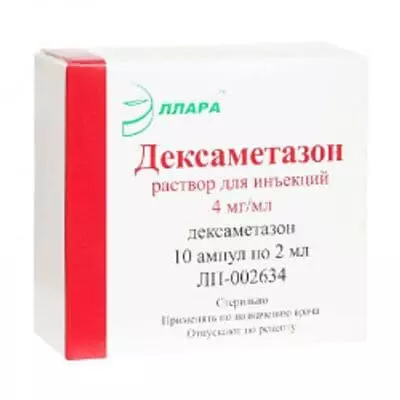 ЭЛЛАРА
Дексаметазон
раствор для инъекций
4 мг/мл
дексаметазон
10 ампул по 2 мл
ЛП-002634
Стерильно
Применять по назначению врача
Отпускают по рецепту